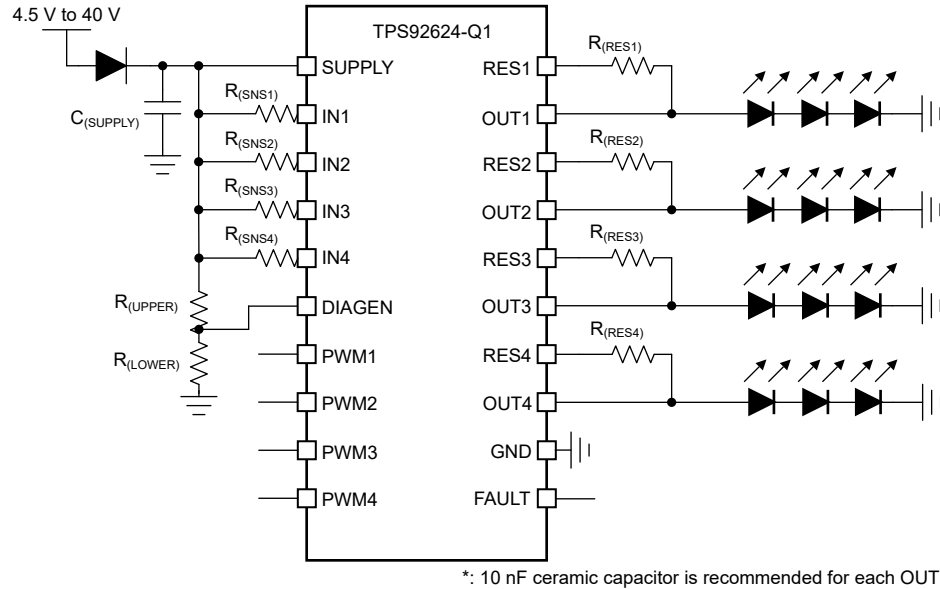 4.5 V to 40 V
TPS92624-Q1
SUPPLY
RES1
R(RES1)
C(SUPPLY)
R(SNS1)
IN1
OUT1
R(SNS2)
IN2
RES2
R(RES2)
R(SNS3)
IN3
OUT2
R(SNS4)
IN4
RES3
R(RES3)
R(UPPER)
DIAGEN
OUT3
R(LOWER)
PWM1
RES4
R(RES4)
PWM2
OUT4
PWM3
GND
PWM4
FAULT
*: 10 nF ceramic capacitor is recommended for each OUT